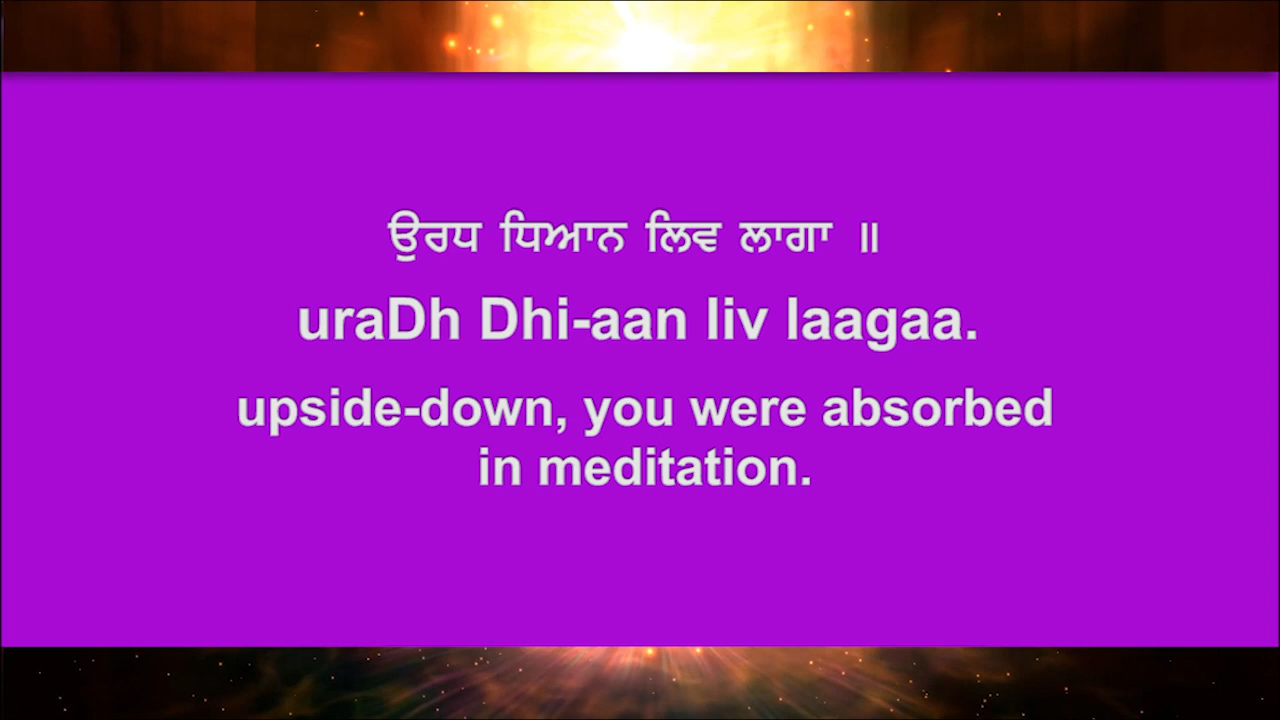 ਉਰਧ ਧਿਆਨ ਲਿਵ ਲਾਗਾ ॥
uraDh Dhi-aan liv laagaa.
upside-down, you were absorbed
in meditation.